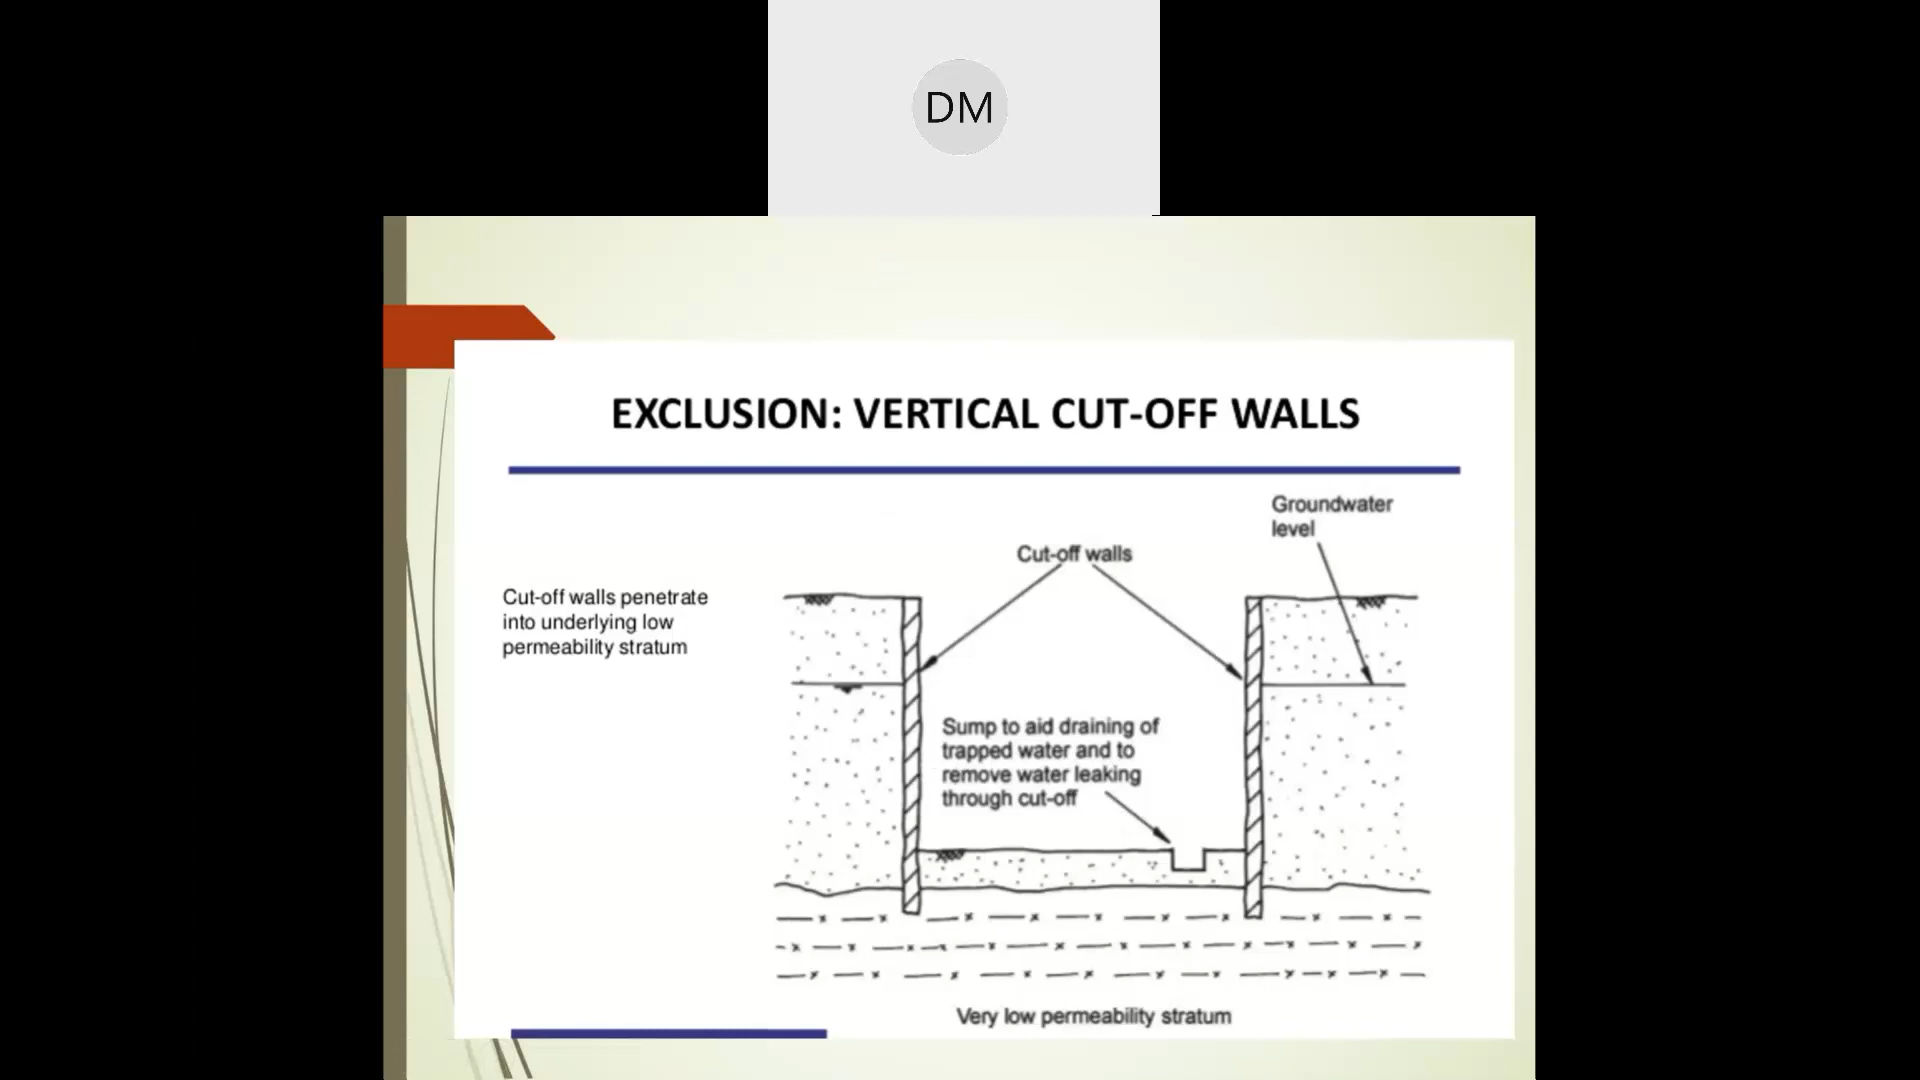 DM
EXCLUSION: VERTICAL CUT-OFF WALLS
Groundwater
level
Cut-off walls
Cut-off walls penetrate
into underlying low
permeability stratum
Sump to aid draining of
trapped water and to
remove water leaking
through cut-off
Very low permeability stratum